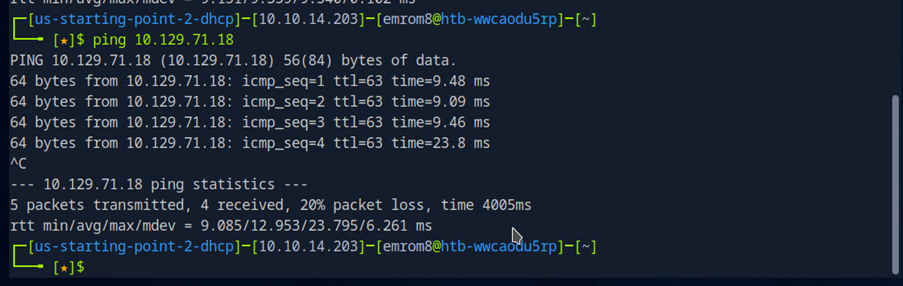 ┌─[us-starting-point-2-dhcp]─[10.10.14.203]─[emrom8@htb-wwcaodu5rp]─[~]
└──╼ [★]$ ping 10.129.71.18
PING 10.129.71.18 (10.129.71.18) 56(84) bytes of data.
64 bytes from 10.129.71.18: icmp_seq=1 ttl=63 time=9.48 ms
64 bytes from 10.129.71.18: icmp_seq=2 ttl=63 time=9.09 ms
64 bytes from 10.129.71.18: icmp_seq=3 ttl=63 time=9.46 ms
64 bytes from 10.129.71.18: icmp_seq=4 ttl=63 time=23.8 ms
^C
--- 10.129.71.18 ping statistics ---
5 packets transmitted, 4 received, 20% packet loss, time 4005ms
rtt min/avg/max/mdev = 9.085/12.953/23.795/6.261 ms
┌─[us-starting-point-2-dhcp]─[10.10.14.203]─[emrom8@htb-wwcaodu5rp]─[~]
└──╼ [★]$